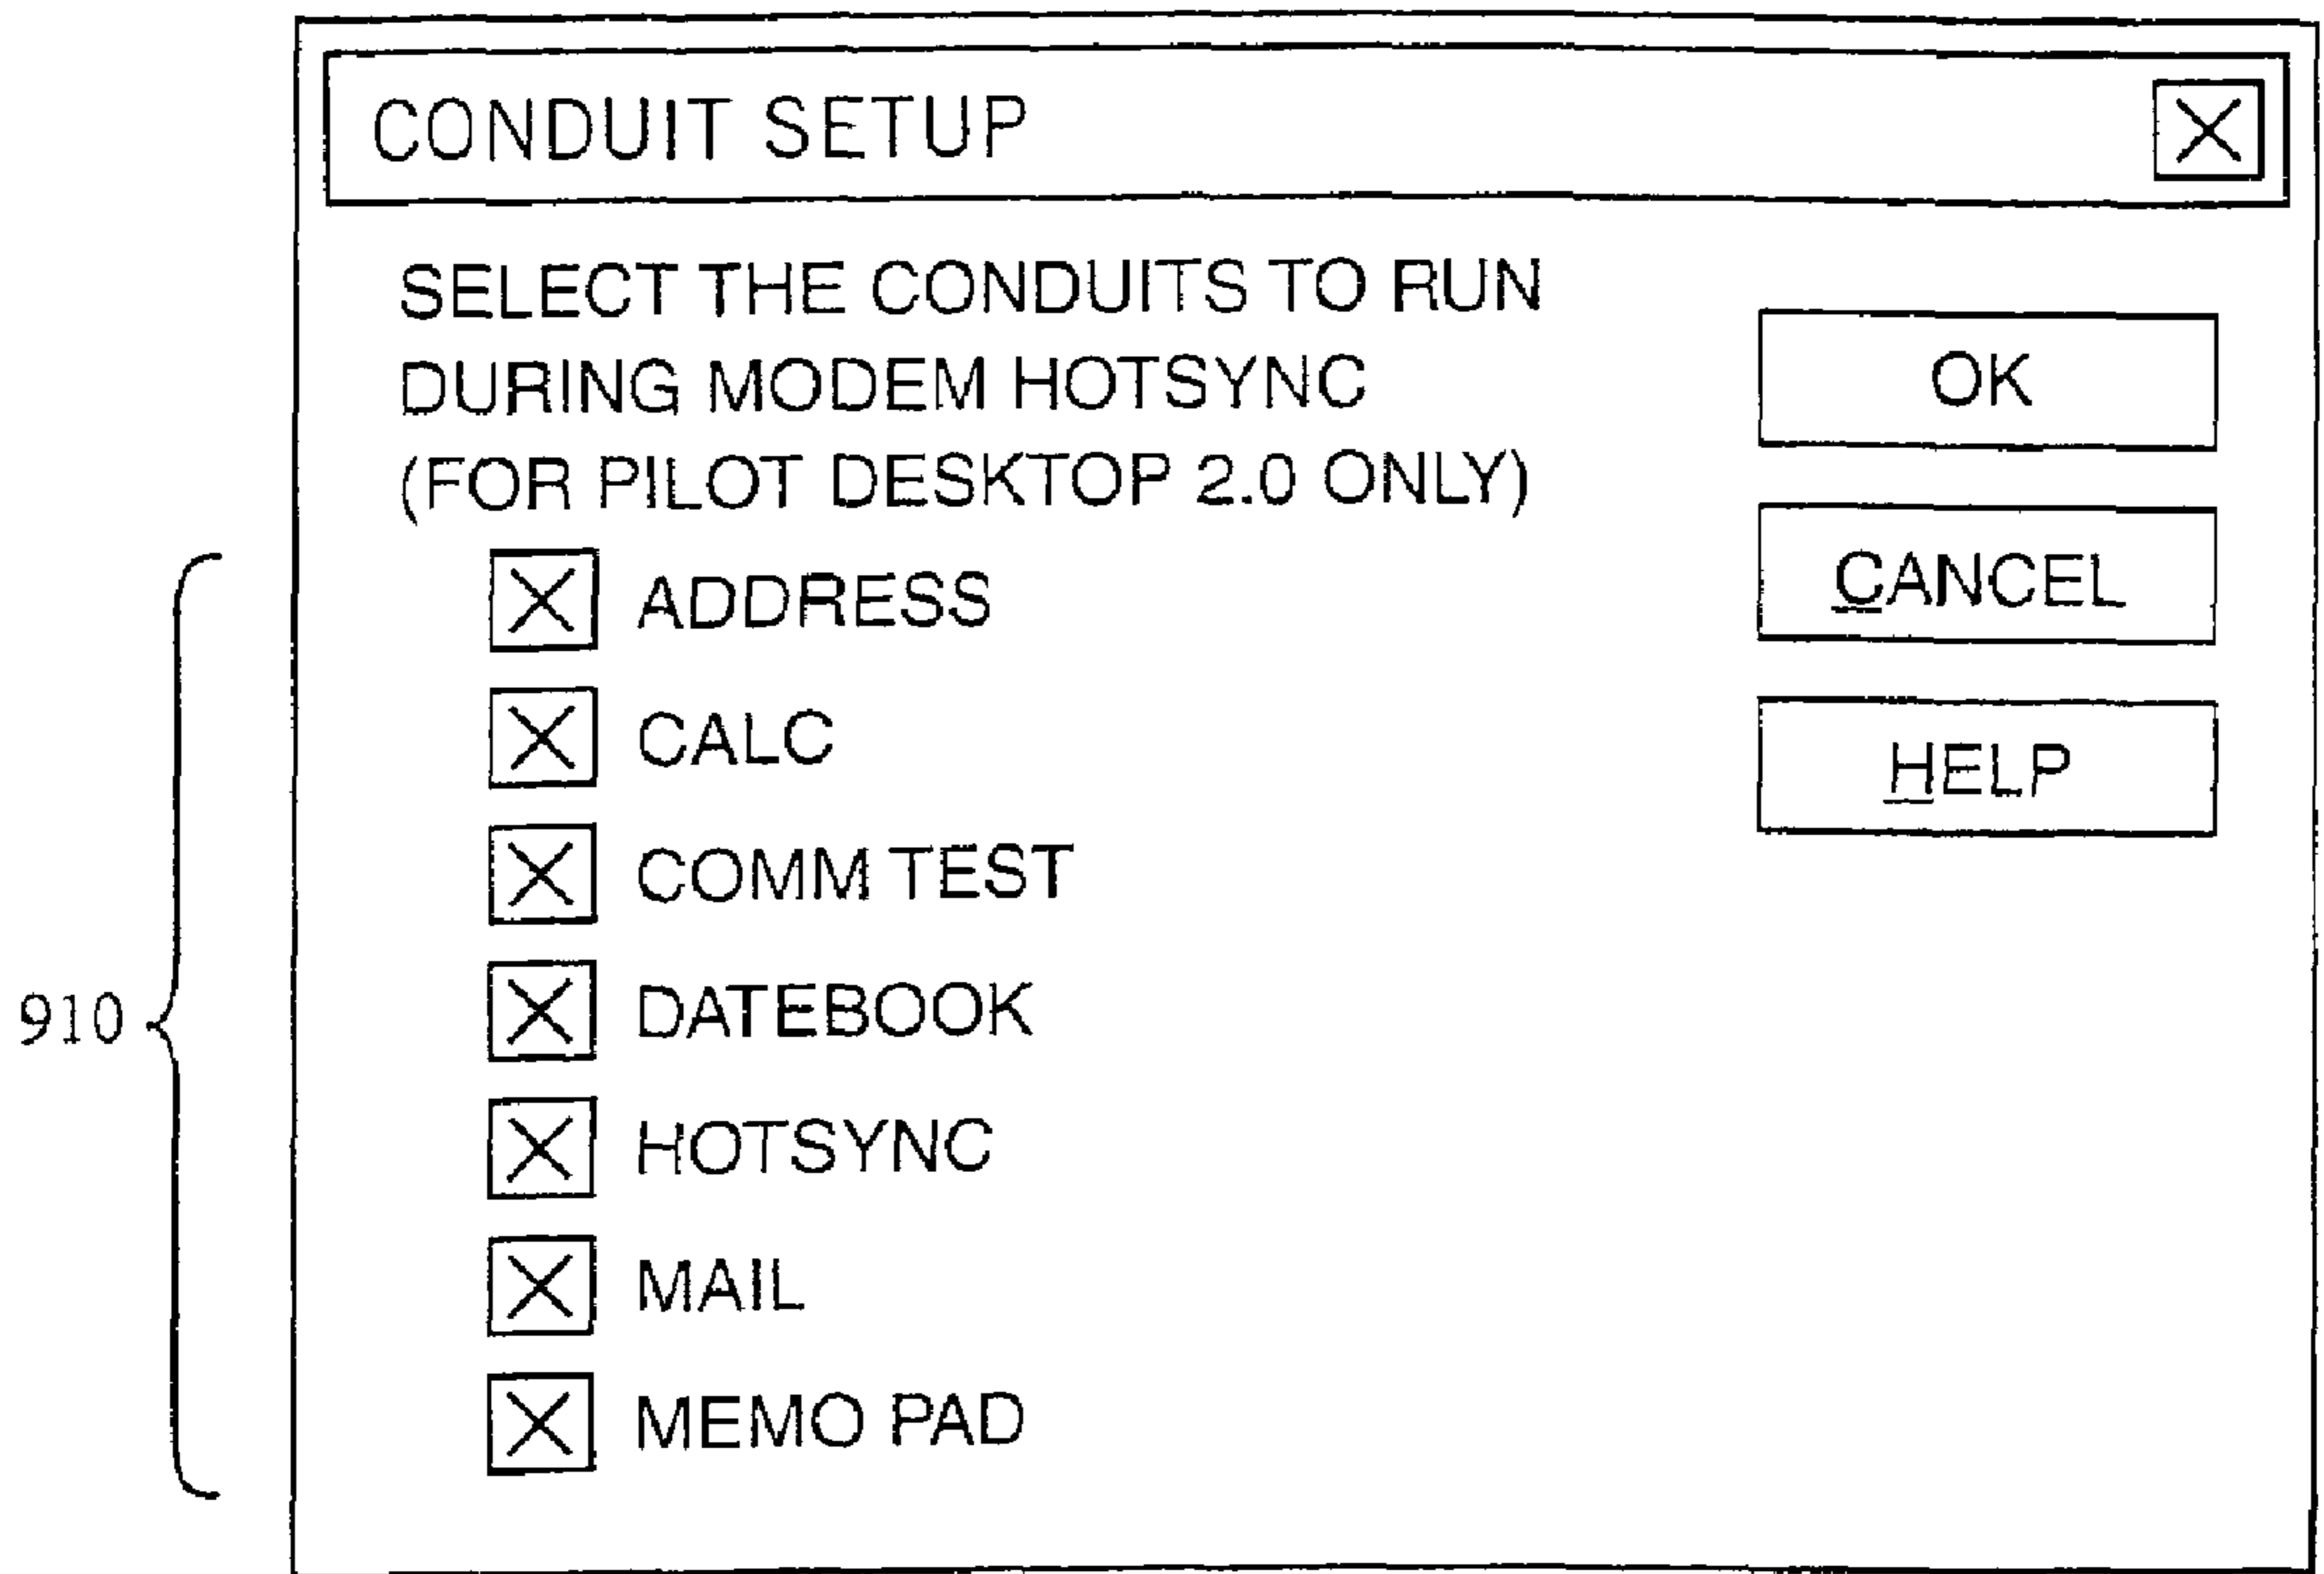 CONDUIT SETUP
SELECT THE CONDUITS TO RUN
DURING MODEM HOTSYNC
(FOR PILOT DESKTOP 2.0 ONLY)
OK
CANCEL
HELP
910
ADDRESS
CALC
COMM TEST
DATEBOOK
HOTSYNC
MAIL
MEMO PAD